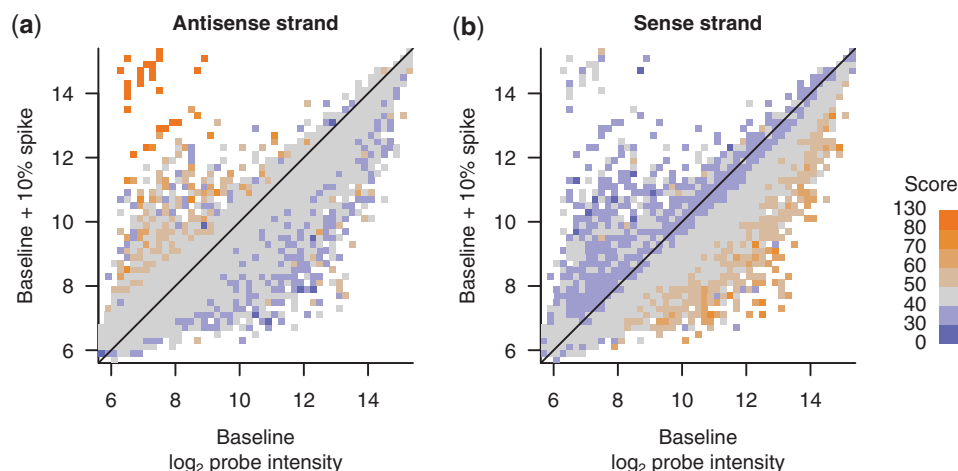 (a) Antisense strand
Baseline + 10% spike
14
12
10
8
6
6 8 10 12 14
Baseline
log₂ probe intensity
(b) Sense strand
Baseline + 10% spike
14
12
10
8
6
6 8 10 12 14
Baseline
log₂ probe intensity
Score
130
80
70
60
50
40
30
0